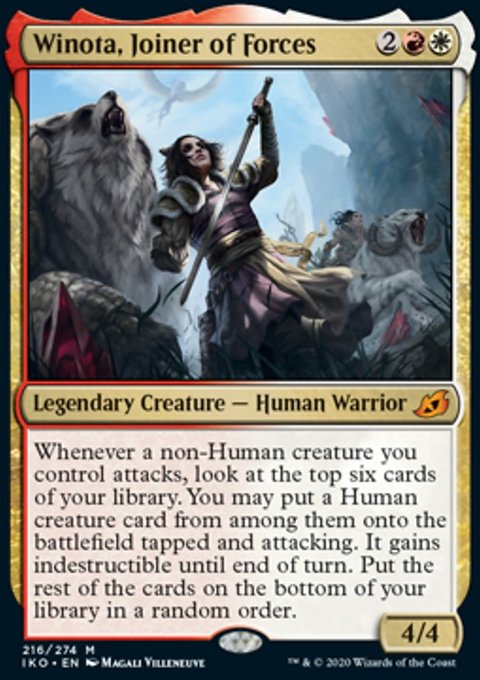 Winota, Joiner of Forces 2
Legendary Creature — Human Warrior
Whenever a non-Human creature you
control attacks, look at the top six cards
of your library. You may put a Human
creature card from among them onto the
battlefield tapped and attacking. It gains
indestructible until end of turn. Put the
rest of the cards on the bottom of your
library in a random order.
4/4
216/274 M
IKO • EN Magali Villeneuve
™ & © 2020 Wizards of the Coast